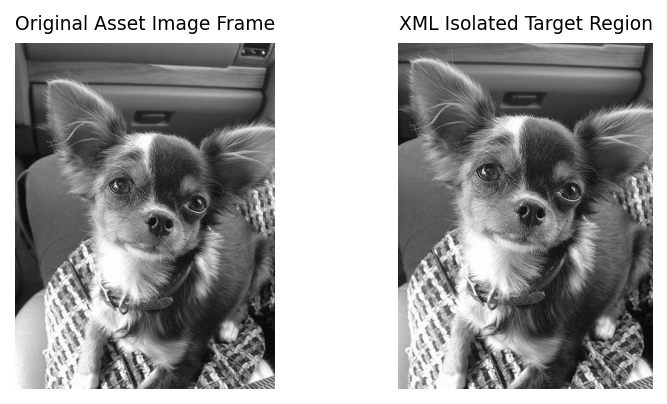 Original Asset Image Frame
XML Isolated Target Region